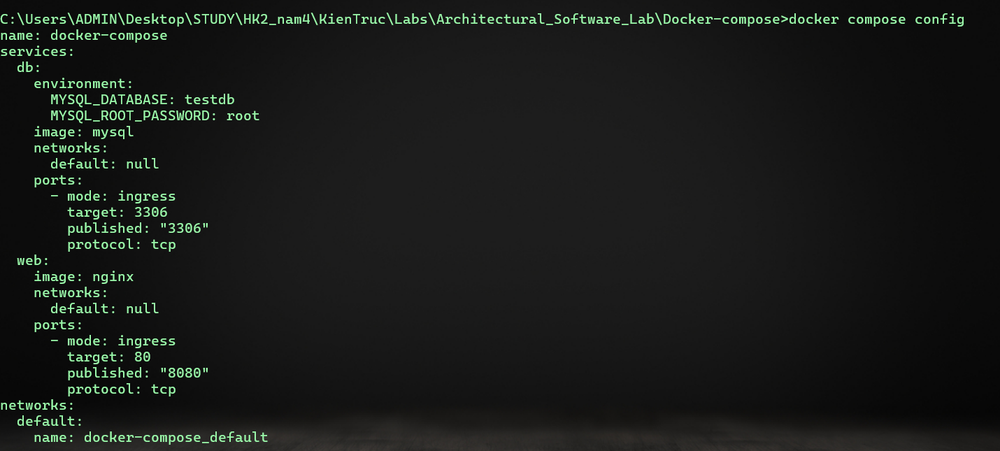 C:\Users\ADMIN\Desktop\STUDY\HK2_nam4\KienTruc\Labs\Architectural_Software_Lab\Docker-compose>docker compose config
name: docker-compose
services:
  db:
    environment:
      MYSQL_DATABASE: testdb
      MYSQL_ROOT_PASSWORD: root
    image: mysql
    networks:
      default: null
    ports:
      - mode: ingress
        target: 3306
        published: "3306"
        protocol: tcp
  web:
    image: nginx
    networks:
      default: null
    ports:
      - mode: ingress
        target: 80
        published: "8080"
        protocol: tcp
networks:
  default:
    name: docker-compose_default